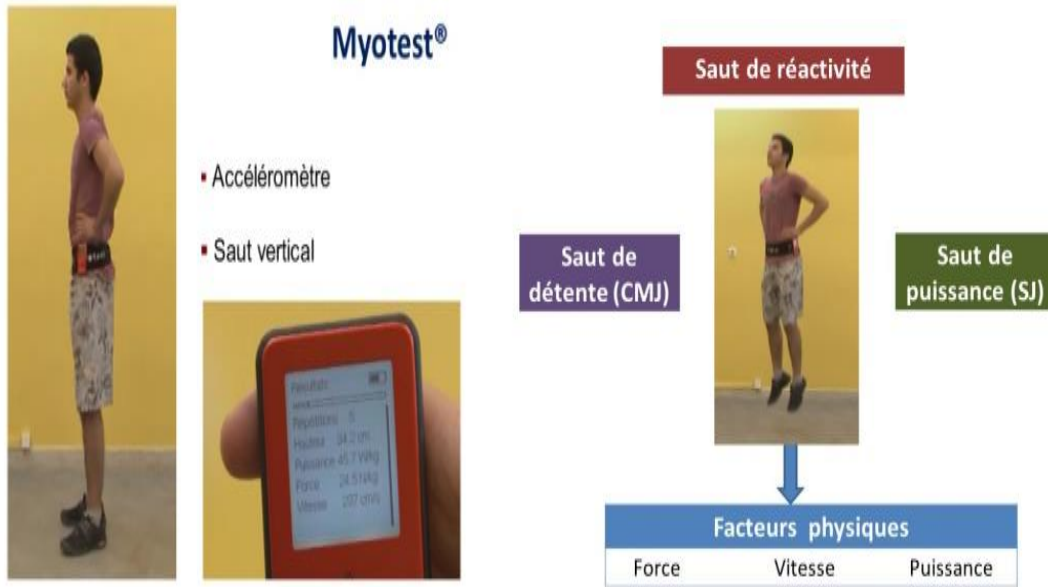 Myotest®
▪ Accéléromètre
▪ Saut vertical
Résultats
Répétitions 5
Hauteur 34.2 cm
Puissance 45.7 W/kg
Force 24.5 N/kg
Vitesse 207 cm/s
Saut de réactivité
Saut de
détente (CMJ)
Saut de
puissance (SJ)
Facteurs physiques
Force Vitesse Puissance